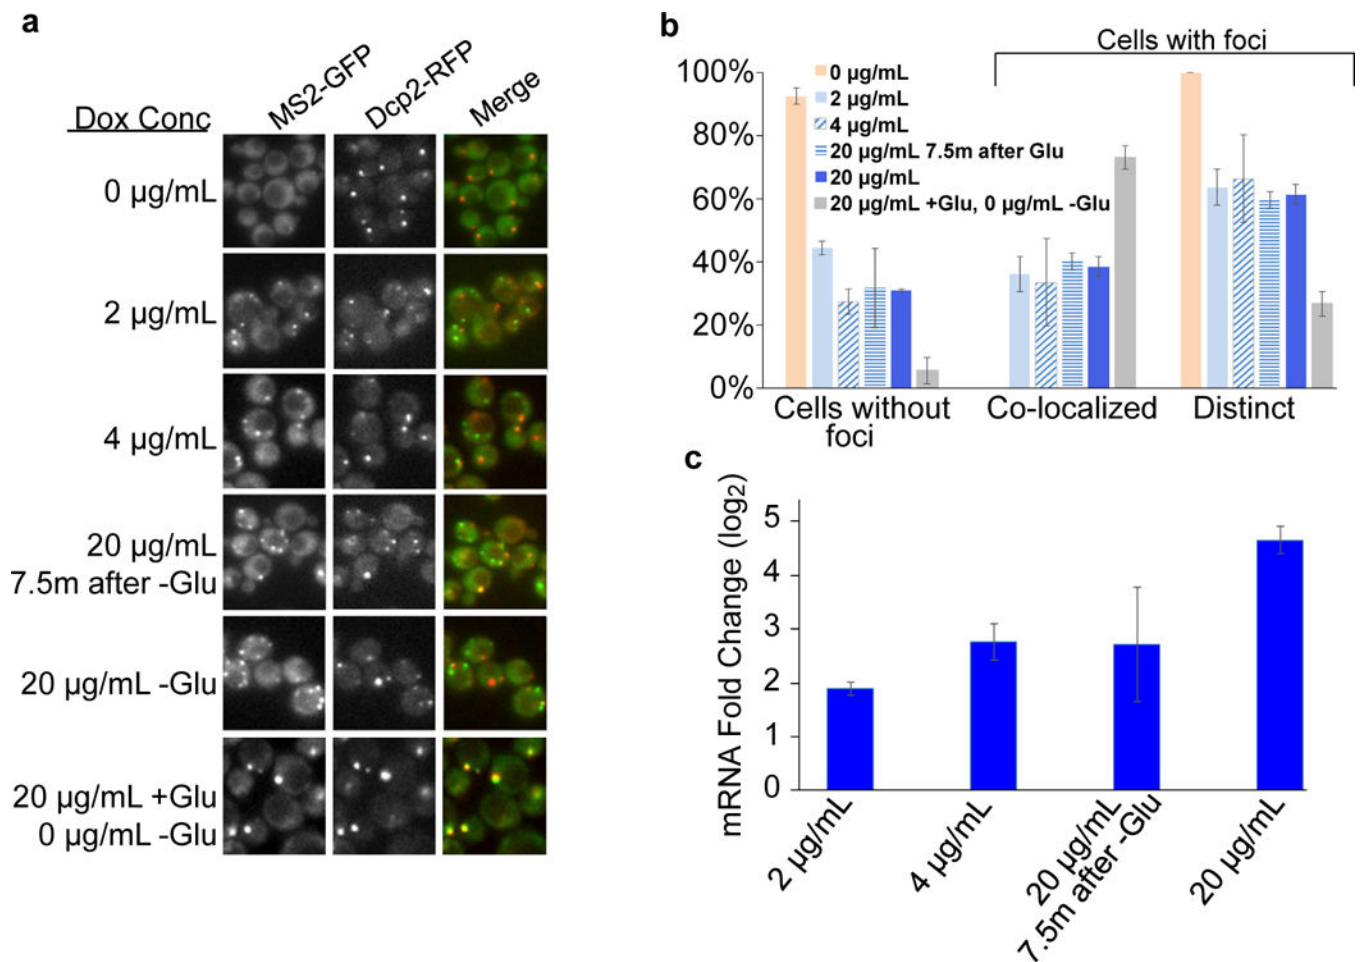 a
Dox Conc
MS2-GFP
Dcp2-RFP
Merge
0 µg/mL
2 µg/mL
4 µg/mL
20 µg/mL
7.5m after -Glu
20 µg/mL -Glu
20 µg/mL +Glu
0 µg/mL -Glu
b
Cells with foci
100%
80%
60%
40%
20%
0%
0 µg/mL
2 µg/mL
4 µg/mL
20 µg/mL 7.5m after Glu
20 µg/mL
20 µg/mL +Glu, 0 µg/mL -Glu
Cells without
foci
Co-localized
Distinct
c
mRNA Fold Change (log2)
5
4
3
2
1
0
2 µg/mL
4 µg/mL
20 µg/mL
7.5m after -Glu
20 µg/mL